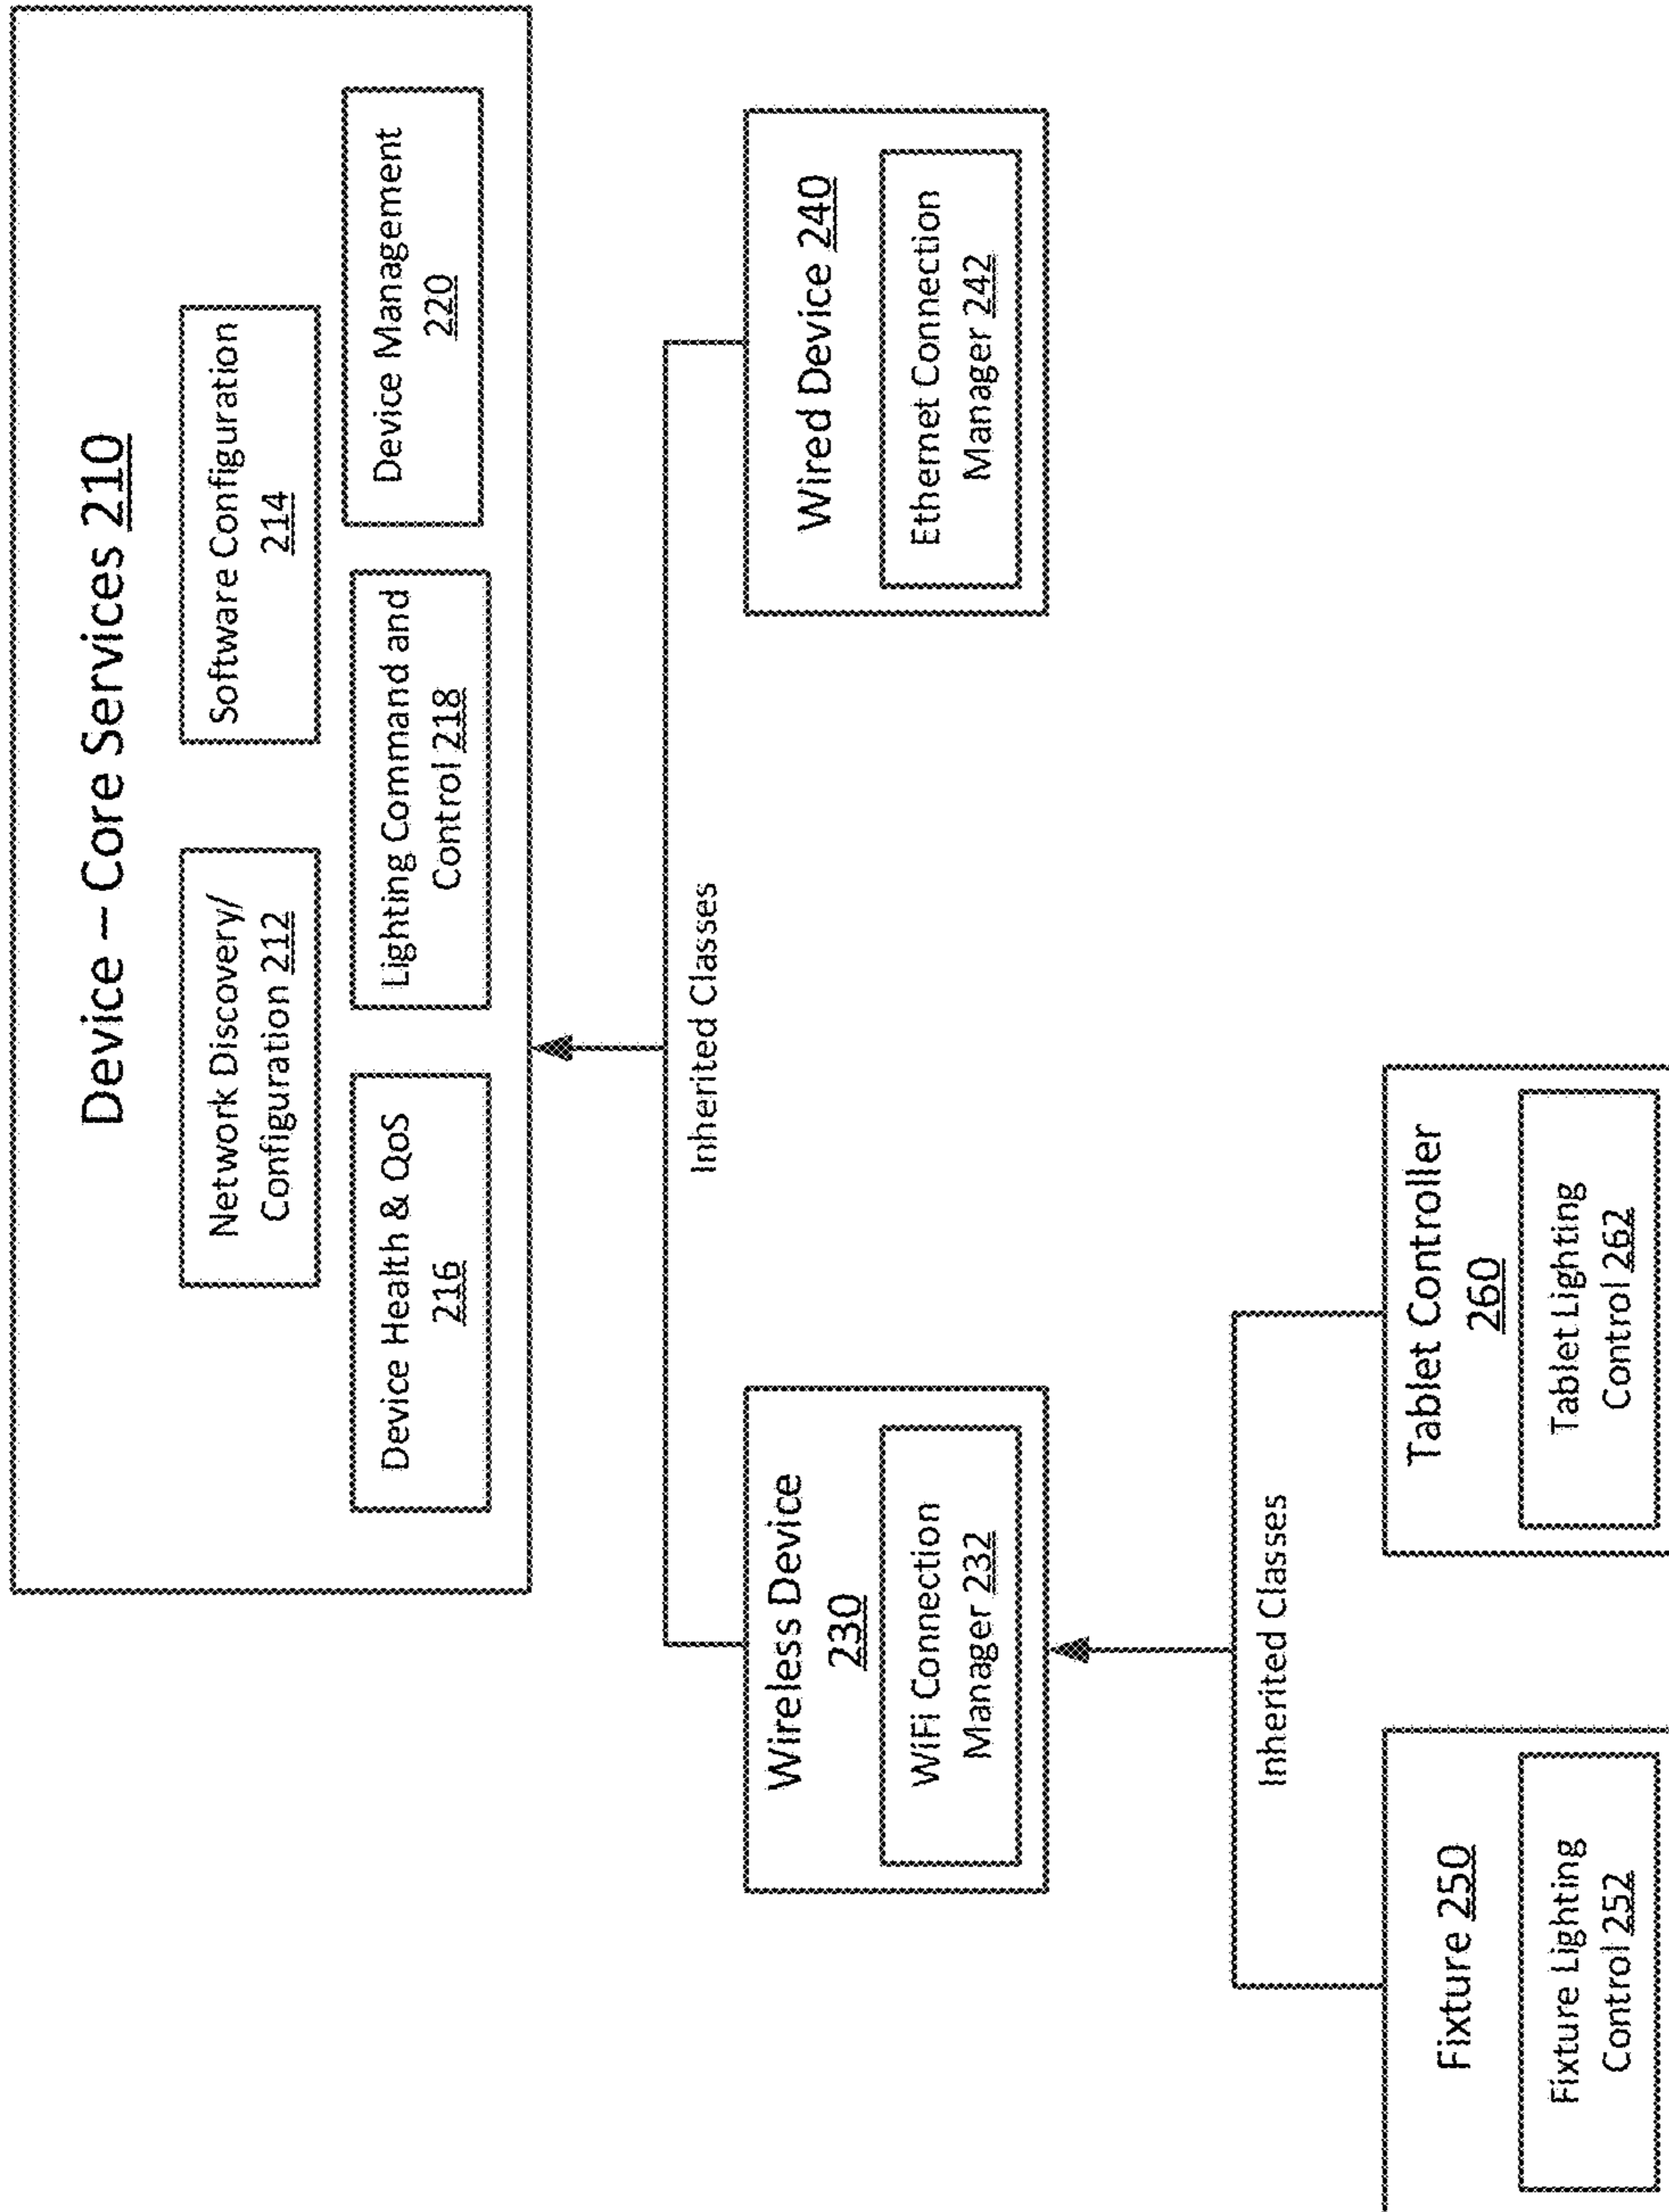 Device – Core Services 210
Network Discovery/
Configuration 212
Software Configuration
214
Device Health & QoS
216
Lighting Command and
Control 218
Device Management
220
Inherited Classes
Wireless Device
230
WiFi Connection
Manager 232
Wired Device 240
Ethernet Connection
Manager 242
Inherited Classes
Fixture 250
Fixture Lighting
Control 252
Tablet Controller
260
Tablet Lighting
Control 262